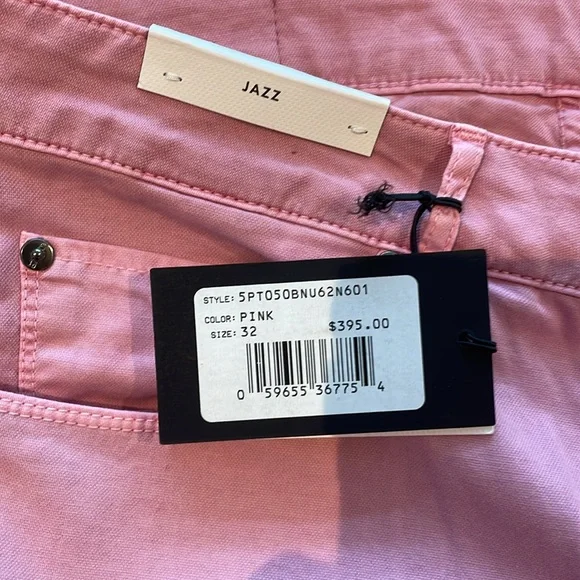 JAZZ
STYLE: 5PT050BNU62N601
COLOR: PINK
SIZE: 32 $395.00
0 59655 36775 4